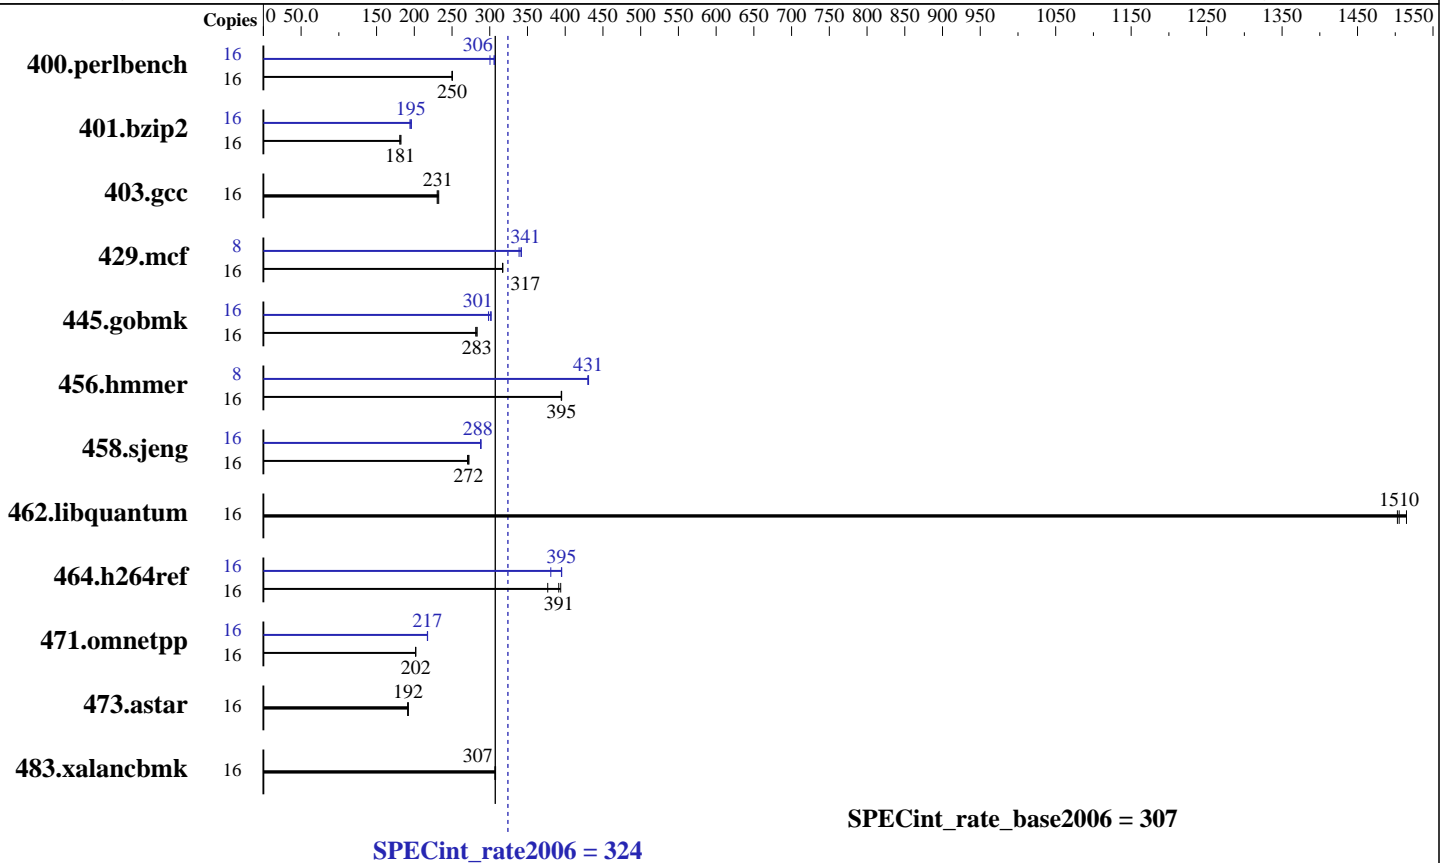 Copies 0 50.0 150 200 250 300 350 400 450 500 550 600 650 700 750 800 850 900 950 1050 1150 1250 1350 1450 1550
400.perlbench 16 306
16 250
401.bzip2 16 195
16 181
403.gcc 16 231
429.mcf 8 341
16 317
445.gobmk 16 301
16 283
456.hmmer 8 431
16 395
458.sjeng 16 288
16 272
462.libquantum 16 1510
464.h264ref 16 395
16 391
471.omnetpp 16 217
16 202
473.astar 16 192
483.xalancbmk 16 307
SPECint_rate_base2006 = 307
SPECint_rate2006 = 324